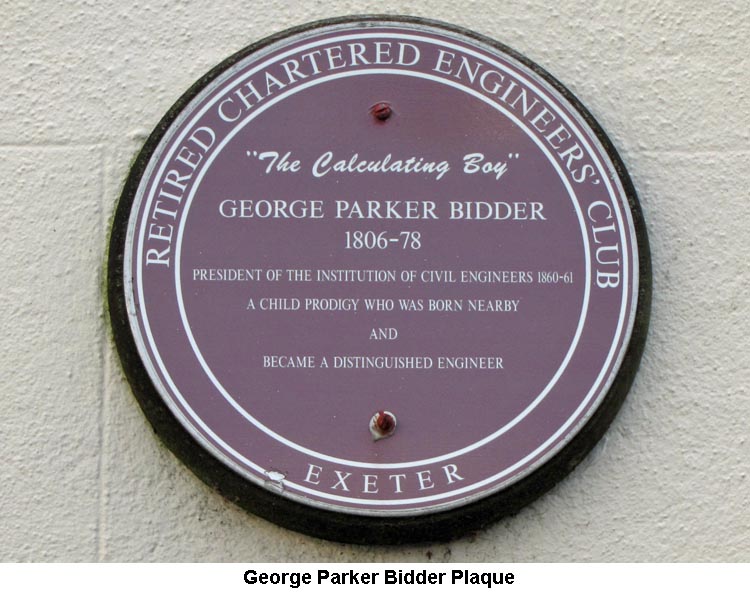 RETIRED CHARTERED ENGINEERS' CLUB
"The Calculating Boy"
GEORGE PARKER BIDDER
1806-78
PRESIDENT OF THE INSTITUTION OF CIVIL ENGINEERS 1860-61
A CHILD PRODIGY WHO WAS BORN NEARBY
AND
BECAME A DISTINGUISHED ENGINEER
EXETER
George Parker Bidder Plaque